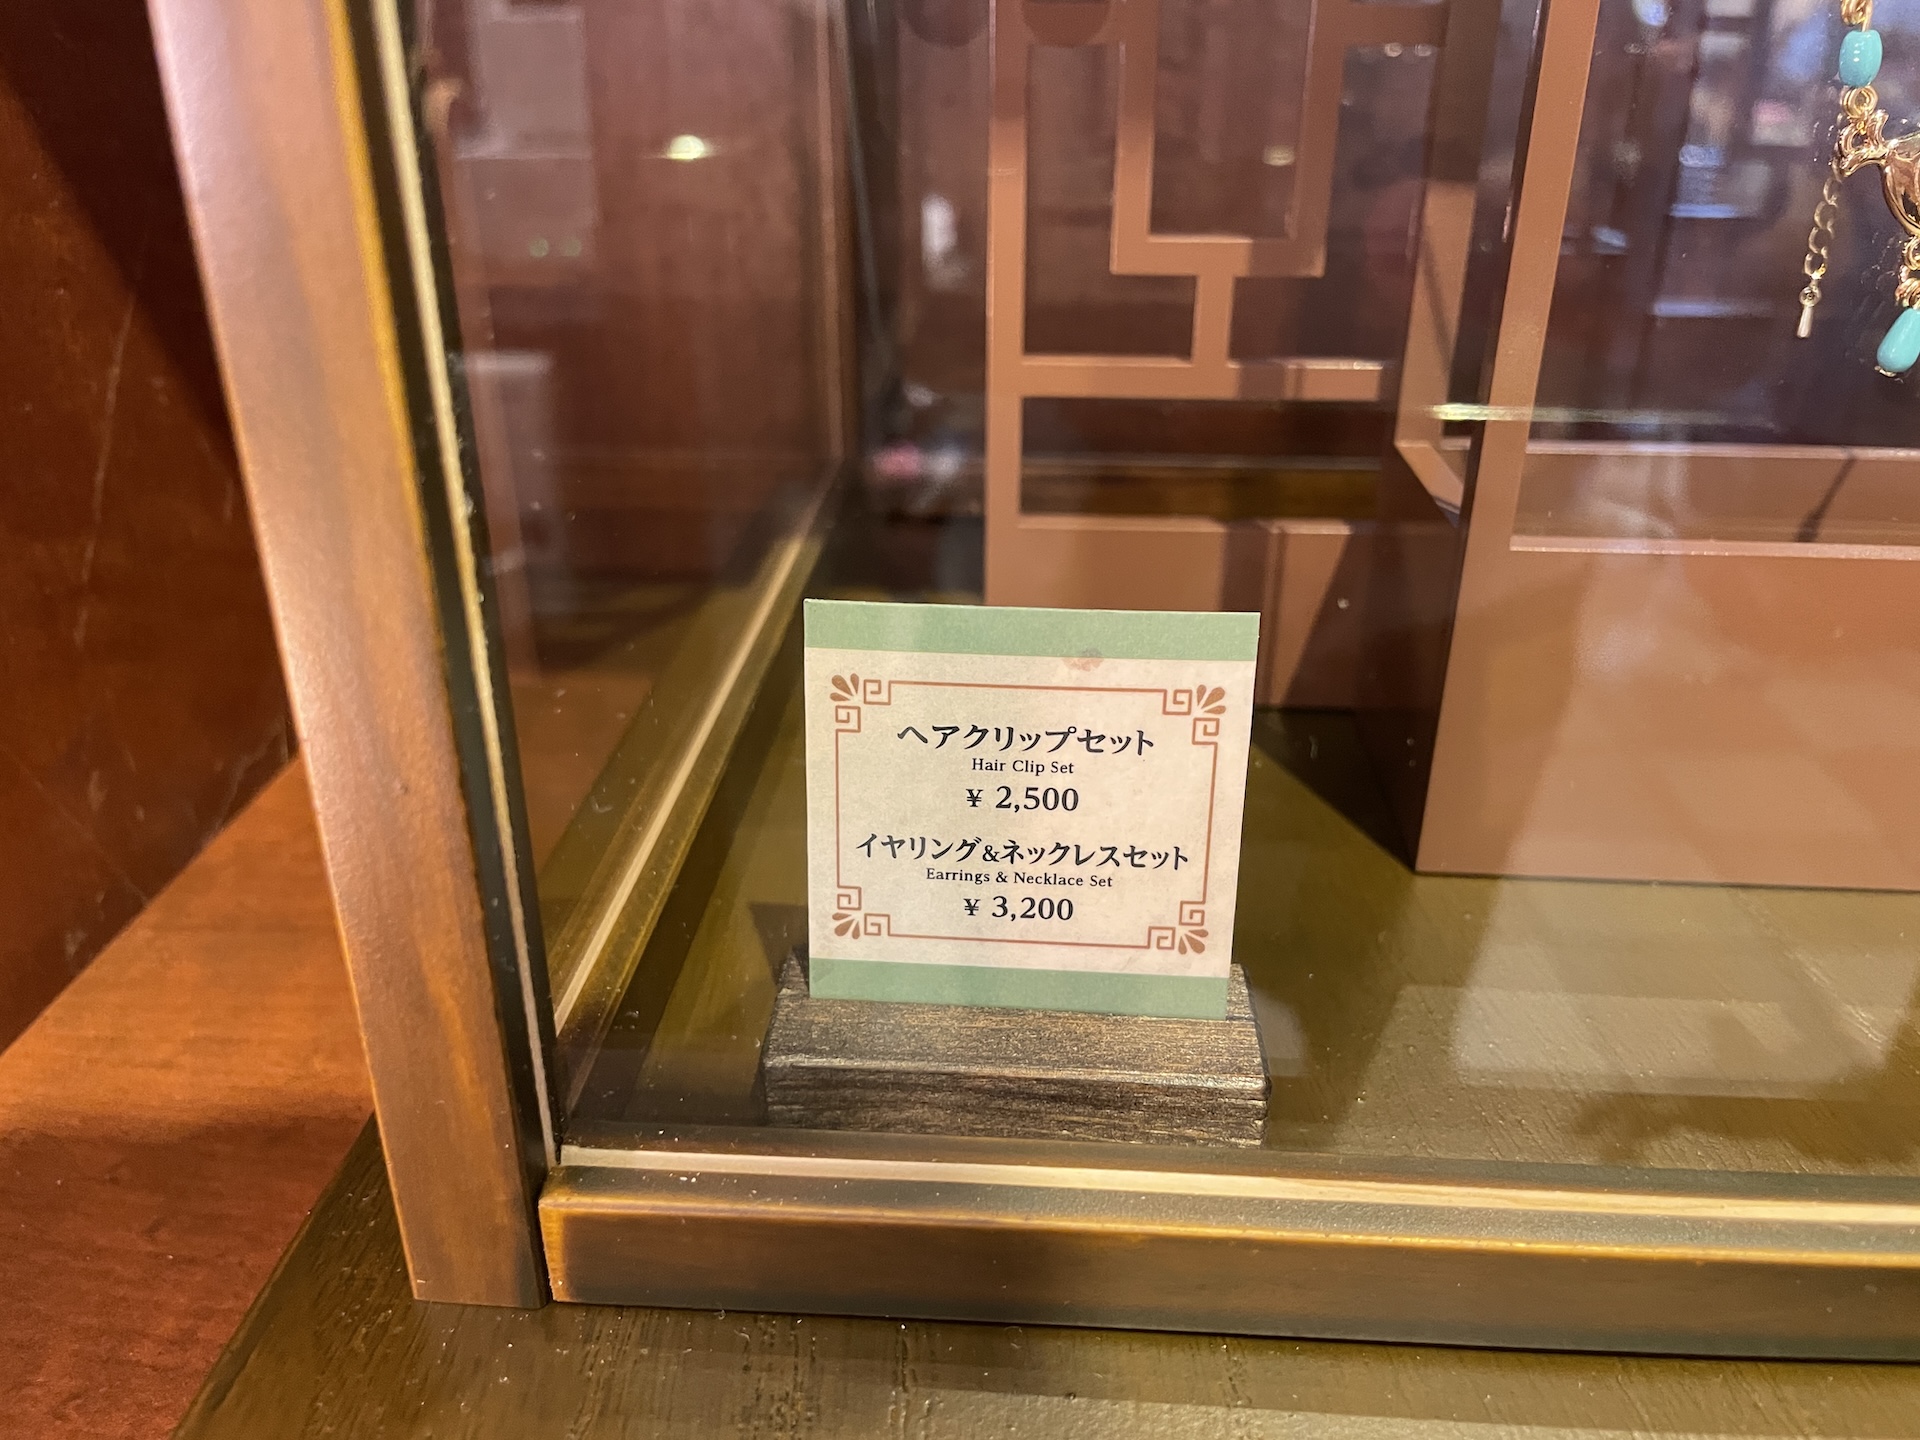 ヘアクリップセット
Hair Clip Set
¥ 2,500
イヤリング&ネックレスセット
Earrings & Necklace Set
¥ 3,200